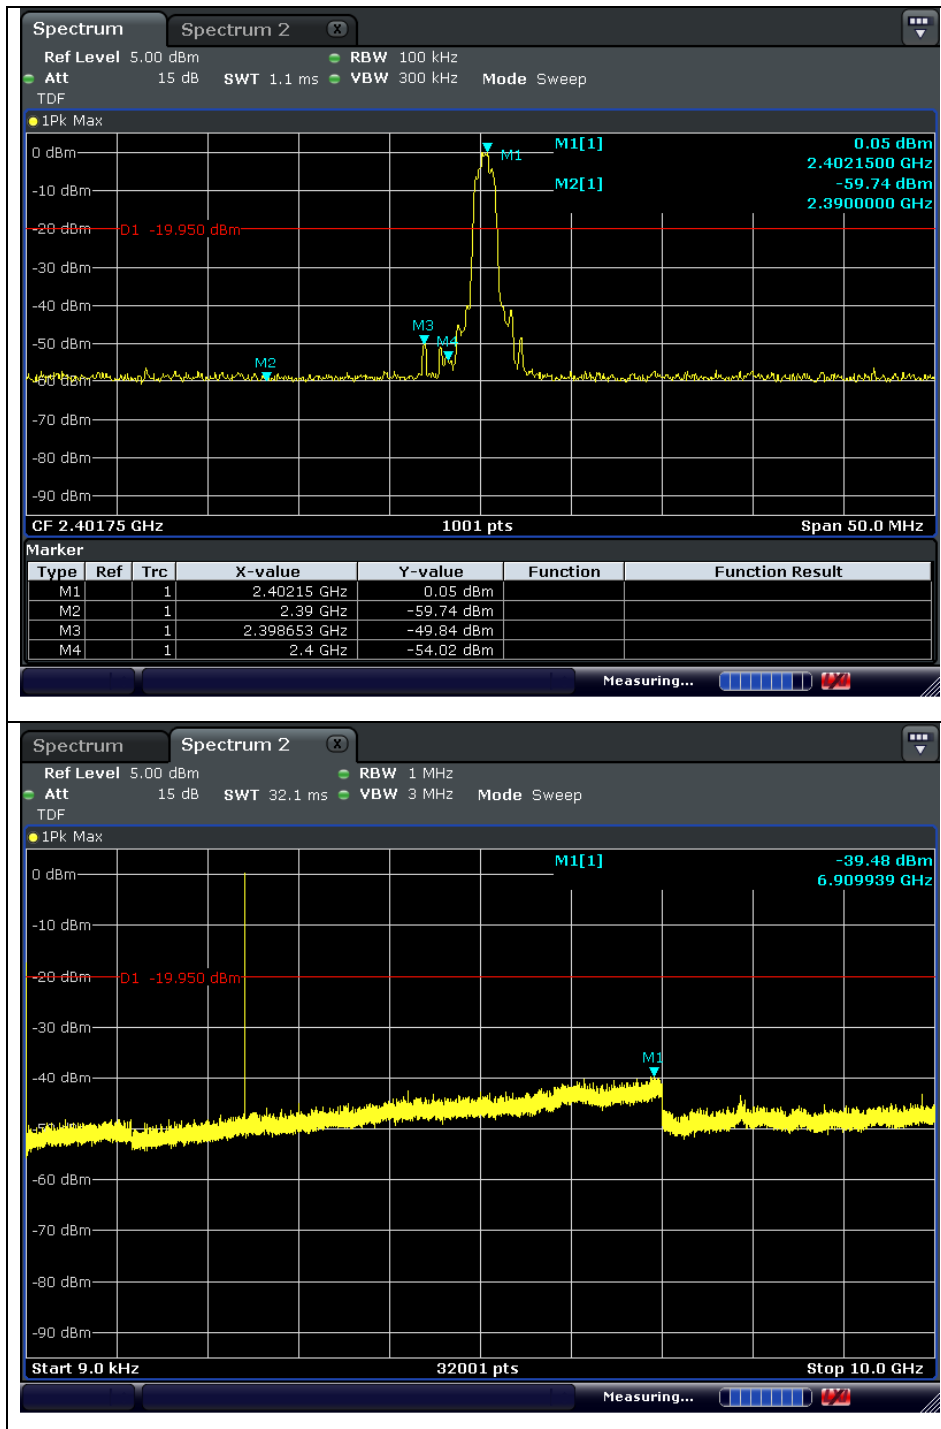 Spectrum Spectrum 2 X
Ref Level 5.00 dBm RBW 100 kHz
Att 15 dB SWT 1.1 ms VBW 300 kHz Mode Sweep
TDF
1Pk Max
M1[1] 0.05 dBm
2.4021500 GHz
M2[1] -59.74 dBm
2.3900000 GHz
0 dBm
M1
-10 dBm
-20 dBm
D1 -19.950 dBm
-30 dBm
-40 dBm
M3
-50 dBm
M4
M2
-60 dBm
-70 dBm
-80 dBm
-90 dBm
CF 2.40175 GHz 1001 pts Span 50.0 MHz
Marker
Type Ref Trc X-value Y-value Function Function Result
M1 1 2.40215 GHz 0.05 dBm
M2 1 2.39 GHz -59.74 dBm
M3 1 2.398653 GHz -49.84 dBm
M4 1 2.4 GHz -54.02 dBm
Measuring...
Spectrum Spectrum 2 X
Ref Level 5.00 dBm RBW 1 MHz
Att 15 dB SWT 32.1 ms VBW 3 MHz Mode Sweep
TDF
1Pk Max
M1[1] -39.48 dBm
6.909939 GHz
0 dBm
-10 dBm
-20 dBm
D1 -19.950 dBm
-30 dBm
M1
-40 dBm
-50 dBm
-60 dBm
-70 dBm
-80 dBm
-90 dBm
Start 9.0 kHz 32001 pts Stop 10.0 GHz
Measuring...